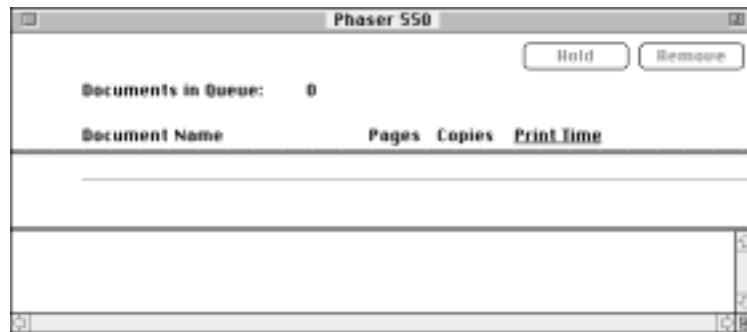 Phaser 550
Hold Remove
Documents in Queue: 0
Document Name Pages Copies Print Time